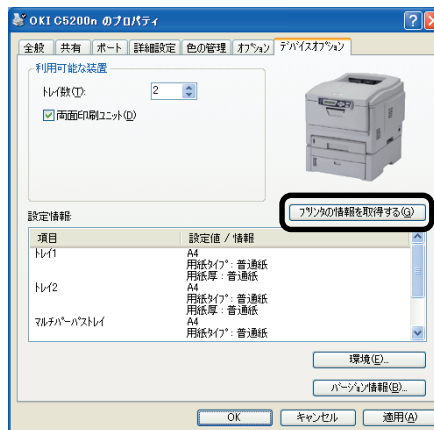 OKI C5200n のプロパティ
全般 共有 ポート 詳細設定 色の管理 オプション デバイスオプション
利用可能な装置
トレイ数(T): 2
両面印刷ユニット(D)
プリンタの情報を取得する(G)
設定情報:
項目 設定値 / 情報
トレイ1 A4
用紙タイプ: 普通紙
用紙厚: 普通紙
トレイ2 A4
用紙タイプ: 普通紙
用紙厚: 普通紙
マルチパーパストレイ A4
用紙タイプ: 普通紙
環境(E)...
バージョン情報(B)...
OK キャンセル 適用(A)